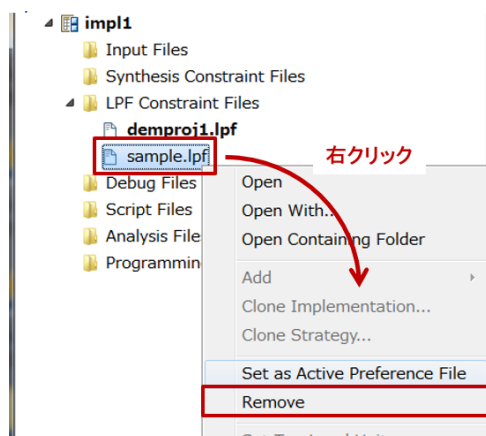 impl1
Input Files
Synthesis Constraint Files
LPF Constraint Files
demproj1.lpf
sample.lpf
右クリック
Debug Files
Open
Script Files
Open With..
Analysis File
Open Containing Folder
Programmin
Add
Clone Implementation...
Clone Strategy...
Set as Active Preference File
Remove